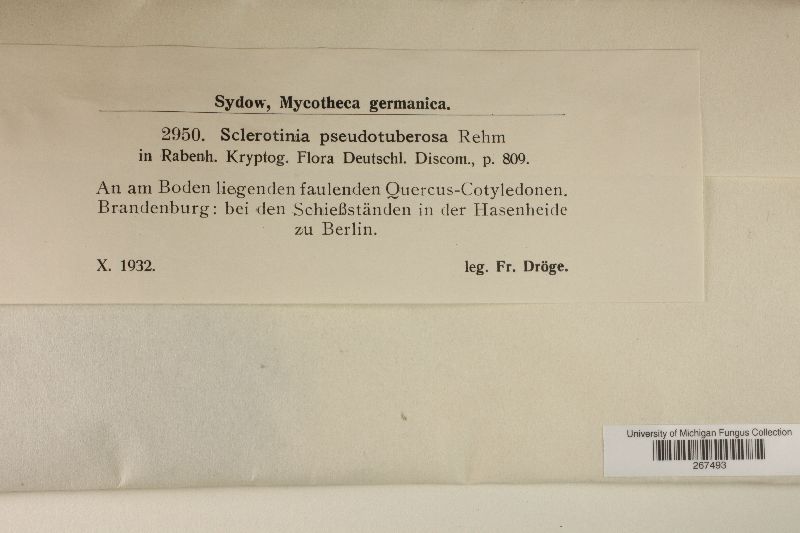 Sydow, Mycotheca germanica.
2950. Sclerotinia pseudotuberosa Rehm
in Rabenh. Kryptog. Flora Deutschl. Discom., p. 809.
An am Boden liegenden faulenden Quercus-Cotyledonen.
Brandenburg: bei den Schießständen in der Hasenheide
zu Berlin.
X. 1932. leg. Fr. Dröge.
University of Michigan Fungus Collection
267493